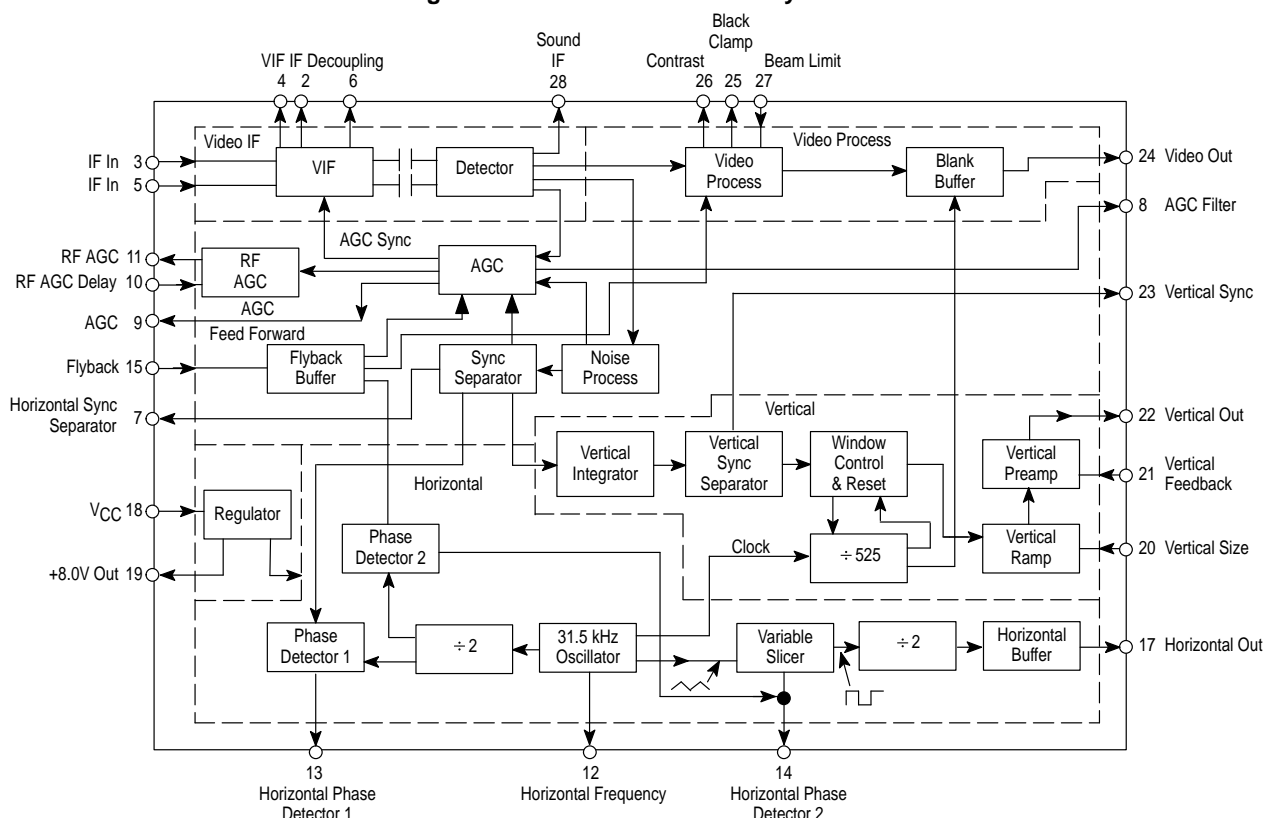 Black
Clamp
Sound
IF
VIF IF Decoupling
Contrast
Beam Limit
4 2 6
28
26 25 27
Video IF
Video Process
IF In 3
IF In 5
VIF
Detector
Video
Process
Blank
Buffer
24 Video Out
8 AGC Filter
AGC Sync
RF AGC 11
RF AGC Delay 10
RF
AGC
AGC
AGC 9
AGC
Feed Forward
23 Vertical Sync
Flyback 15
Flyback
Buffer
Sync
Separator
Noise
Process
Horizontal Sync
Separator 7
Vertical
22 Vertical Out
Vertical
Integrator
Vertical
Sync
Separator
Window
Control
& Reset
Vertical
Preamp
21 Vertical
Feedback
Horizontal
VCC 18
Regulator
Phase
Detector 2
Clock
÷ 525
Vertical
Ramp
20 Vertical Size
+8.0V Out 19
Phase
Detector 1
÷ 2
31.5 kHz
Oscillator
Variable
Slicer
÷ 2
Horizontal
Buffer
17 Horizontal Out
13
Horizontal Phase
Detector 1
12
Horizontal Frequency
14
Horizontal Phase
Detector 2